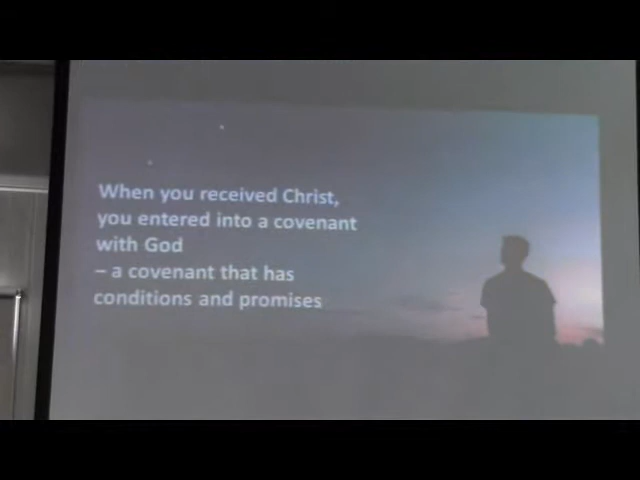 When you received Christ,
you entered into a covenant
with God
– a covenant that has
conditions and promises